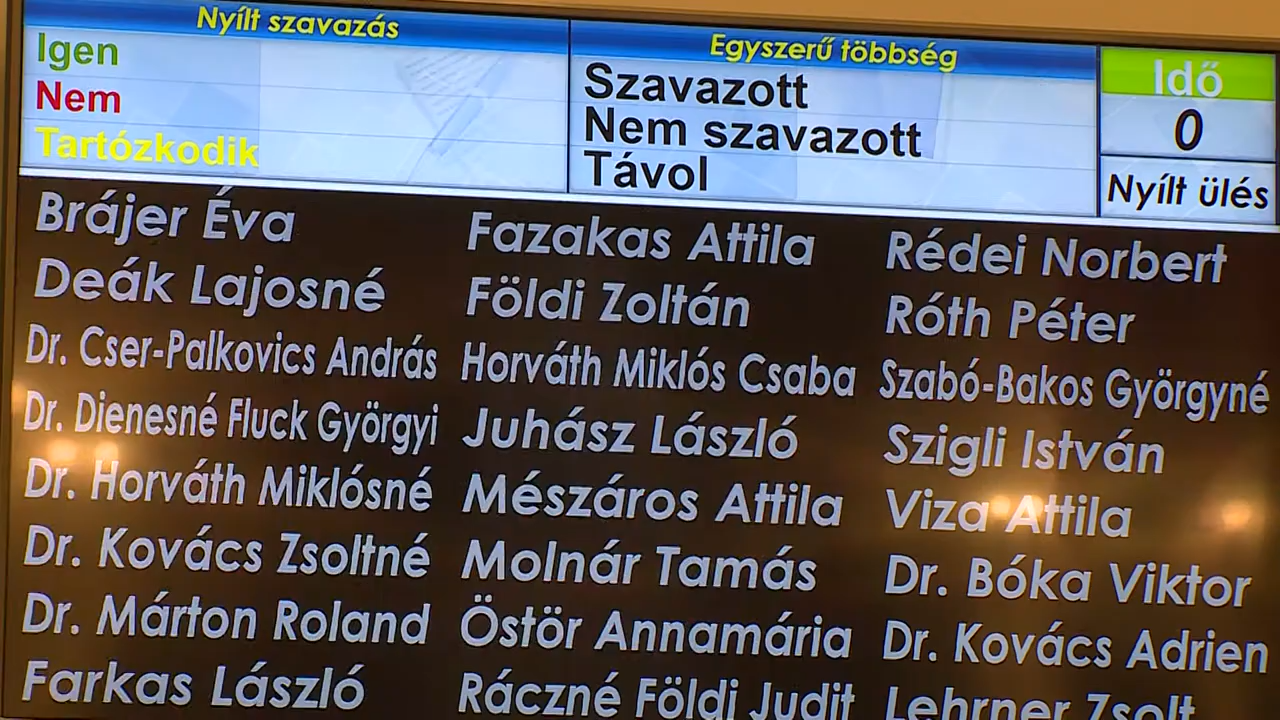 Nyílt szavazás
Igen
Nem
Tartózkodik
Egyszerű többség
Szavazott
Nem szavazott
Távol
Idő
0
Nyílt ülés
Brájer Éva
Deák Lajosné
Dr. Cser-Palkovics András
Dr. Dienesné Fluck Györgyi
Dr. Horváth Miklósné
Dr. Kovács Zsoltné
Dr. Márton Roland
Farkas László
Fazakas Attila
Földi Zoltán
Horváth Miklós Csaba
Juhász László
Mészáros Attila
Molnár Tamás
Östör Annamária
Ráczné Földi Judit
Rédei Norbert
Róth Péter
Szabó-Bakos Györgyné
Szigli István
Viza Attila
Dr. Bóka Viktor
Dr. Kovács Adrien
Lehrner Zsolt